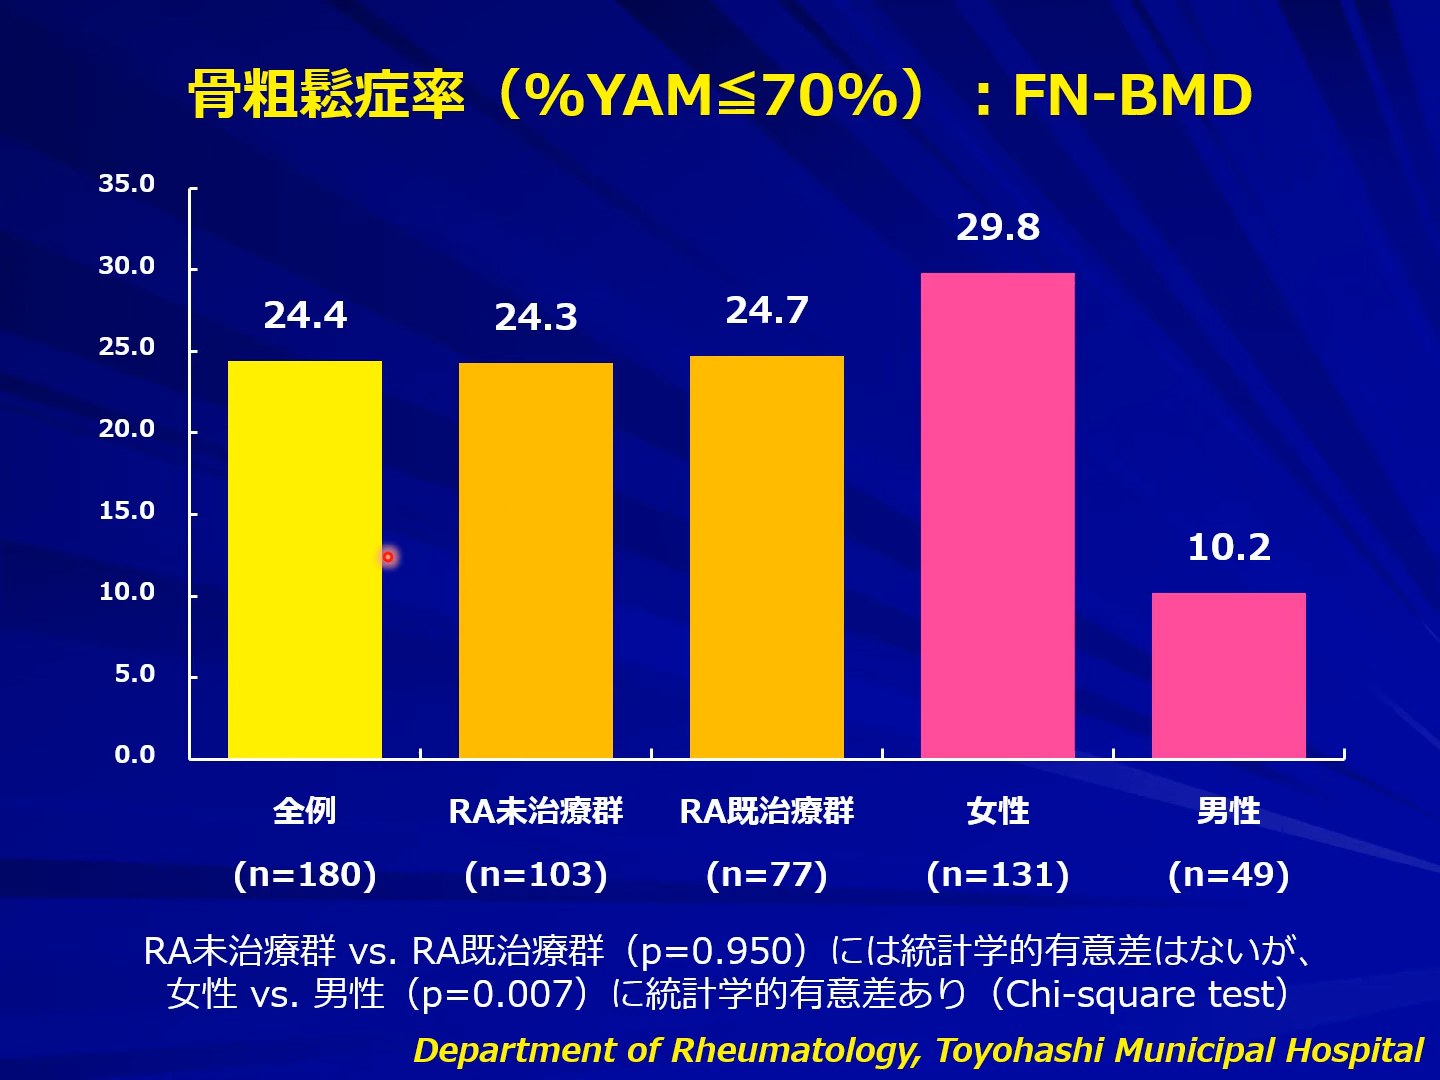 骨粗鬆症率（%YAM≦70%）：FN-BMD
35.0
30.0
25.0
20.0
15.0
10.0
5.0
0.0
24.4
24.3
24.7
29.8
10.2
全例 RA未治療群 RA既治療群 女性 男性
(n=180) (n=103) (n=77) (n=131) (n=49)
RA未治療群 vs. RA既治療群（p=0.950）には統計学的有意差はないが、
女性 vs. 男性（p=0.007）に統計学的有意差あり（Chi-square test）
Department of Rheumatology, Toyohashi Municipal Hospital